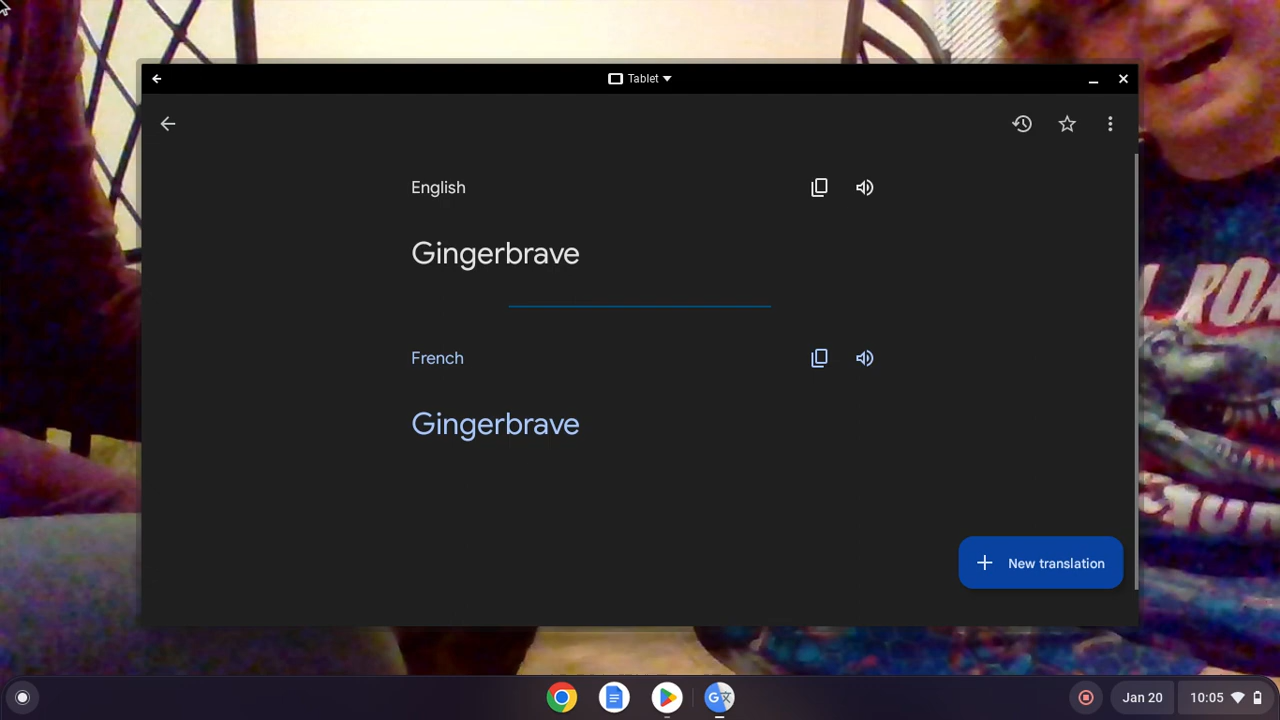 Tablet
English
Gingerbrave
French
Gingerbrave
New translation
Jan 20
10:05